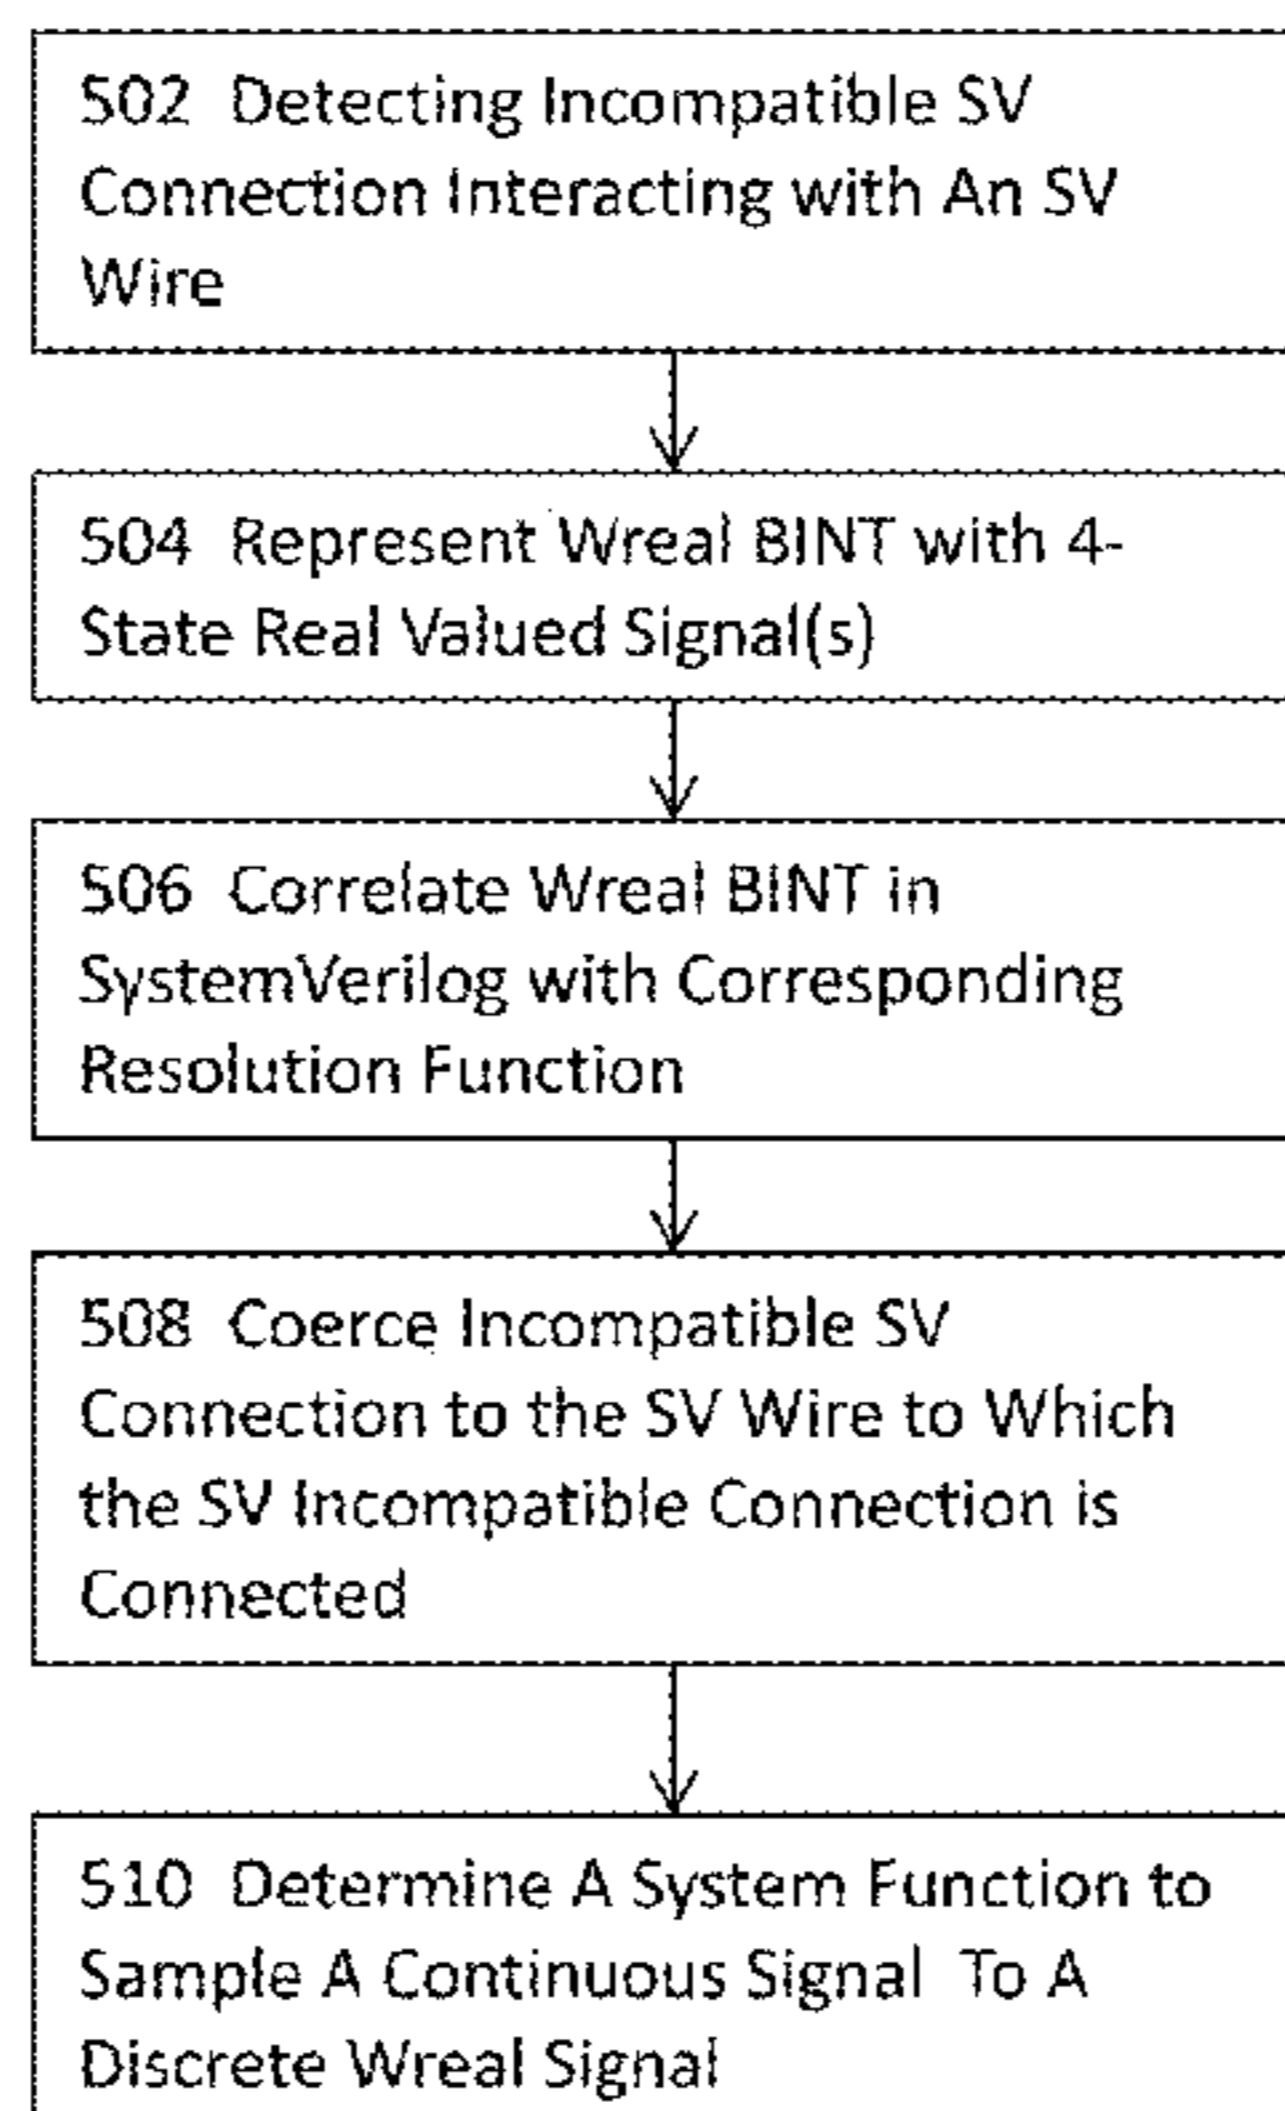 502 Detecting Incompatible SV
Connection Interacting with An SV
Wire
504 Represent Wreal BINT with 4-
State Real Valued Signal(s)
506 Correlate Wreal BINT in
SystemVerilog with Corresponding
Resolution Function
508 Coerce Incompatible SV
Connection to the SV Wire to Which
the SV Incompatible Connection is
Connected
510 Determine A System Function to
Sample A Continuous Signal To A
Discrete Wreal Signal